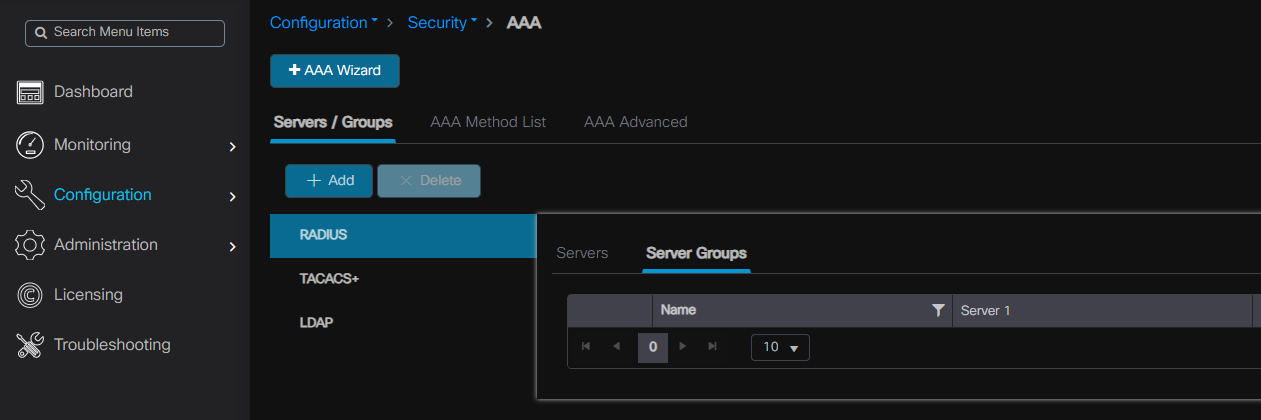 Search Menu Items
Dashboard
Monitoring
Configuration
Administration
Licensing
Troubleshooting
Configuration > Security > AAA
+ AAA Wizard
Servers / Groups AAA Method List AAA Advanced
+ Add × Delete
RADIUS
TACACS+
LDAP
Servers Server Groups
Name Server 1
0 10